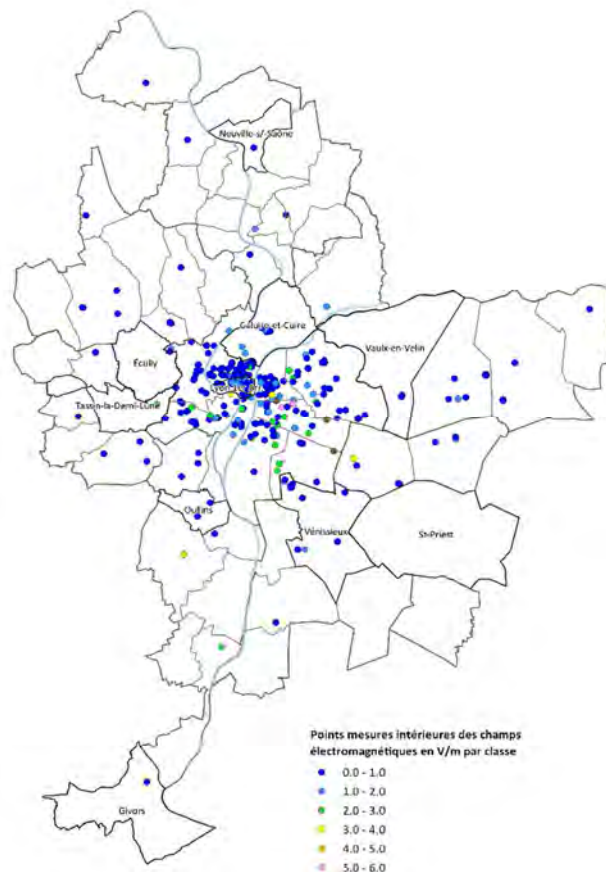 Neuville-s/-Saône
Caluire-et-Cuire
Vaulx-en-Velin
Écully
Tassin-la-Demi-Lune
Oullins
Vénissieux
St-Priest
Givors
Points mesures intérieures des champs
électromagnétiques en V/m par classe
0.0 - 1.0
1.0 - 2.0
2.0 - 3.0
3.0 - 4.0
4.0 - 5.0
5.0 - 6.0